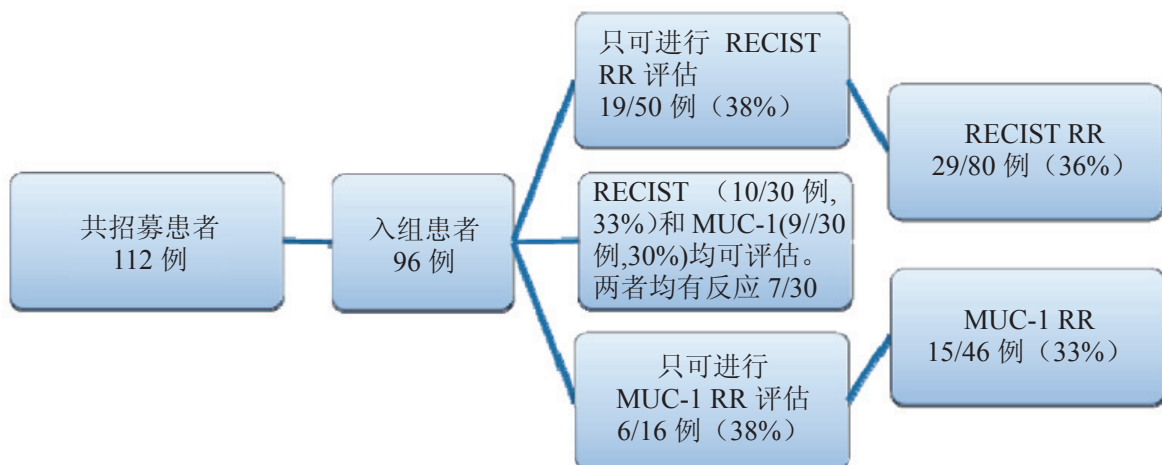 共招募患者
112 例
入组患者
96 例
只可进行 RECIST
RR 评估
19/50 例（38%）
RECIST （10/30 例,
33%)和 MUC-1(9//30
例,30%)均可评估。
两者均有反应 7/30
只可进行
MUC-1 RR 评估
6/16 例（38%）
RECIST RR
29/80 例（36%）
MUC-1 RR
15/46 例（33%）